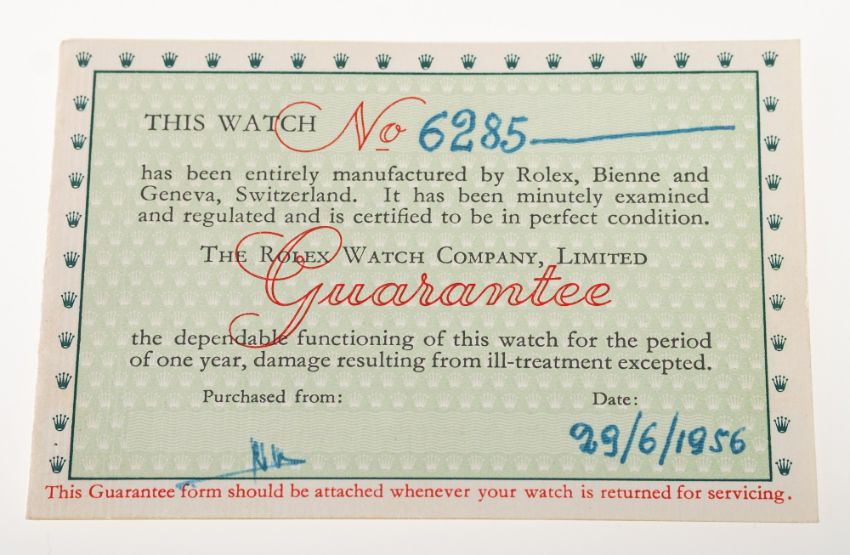 THIS WATCH No 6285
has been entirely manufactured by Rolex, Bienne and
Geneva, Switzerland. It has been minutely examined
and regulated and is certified to be in perfect condition.
THE ROLEX WATCH COMPANY, LIMITED
Guarantee
the dependable functioning of this watch for the period
of one year, damage resulting from ill-treatment excepted.
Purchased from: Date:
29/6/1956
This Guarantee form should be attached whenever your watch is returned for servicing.